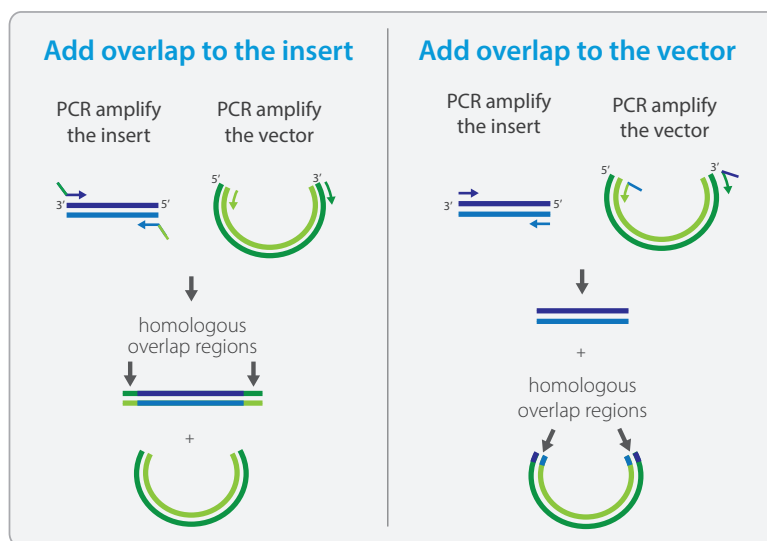 Add overlap to the insert
PCR amplify
the insert
PCR amplify
the vector
5’
3’
3’
5’
homologous
overlap regions
+
Add overlap to the vector
PCR amplify
the insert
PCR amplify
the vector
5’
3’
3’
5’
+
homologous
overlap regions